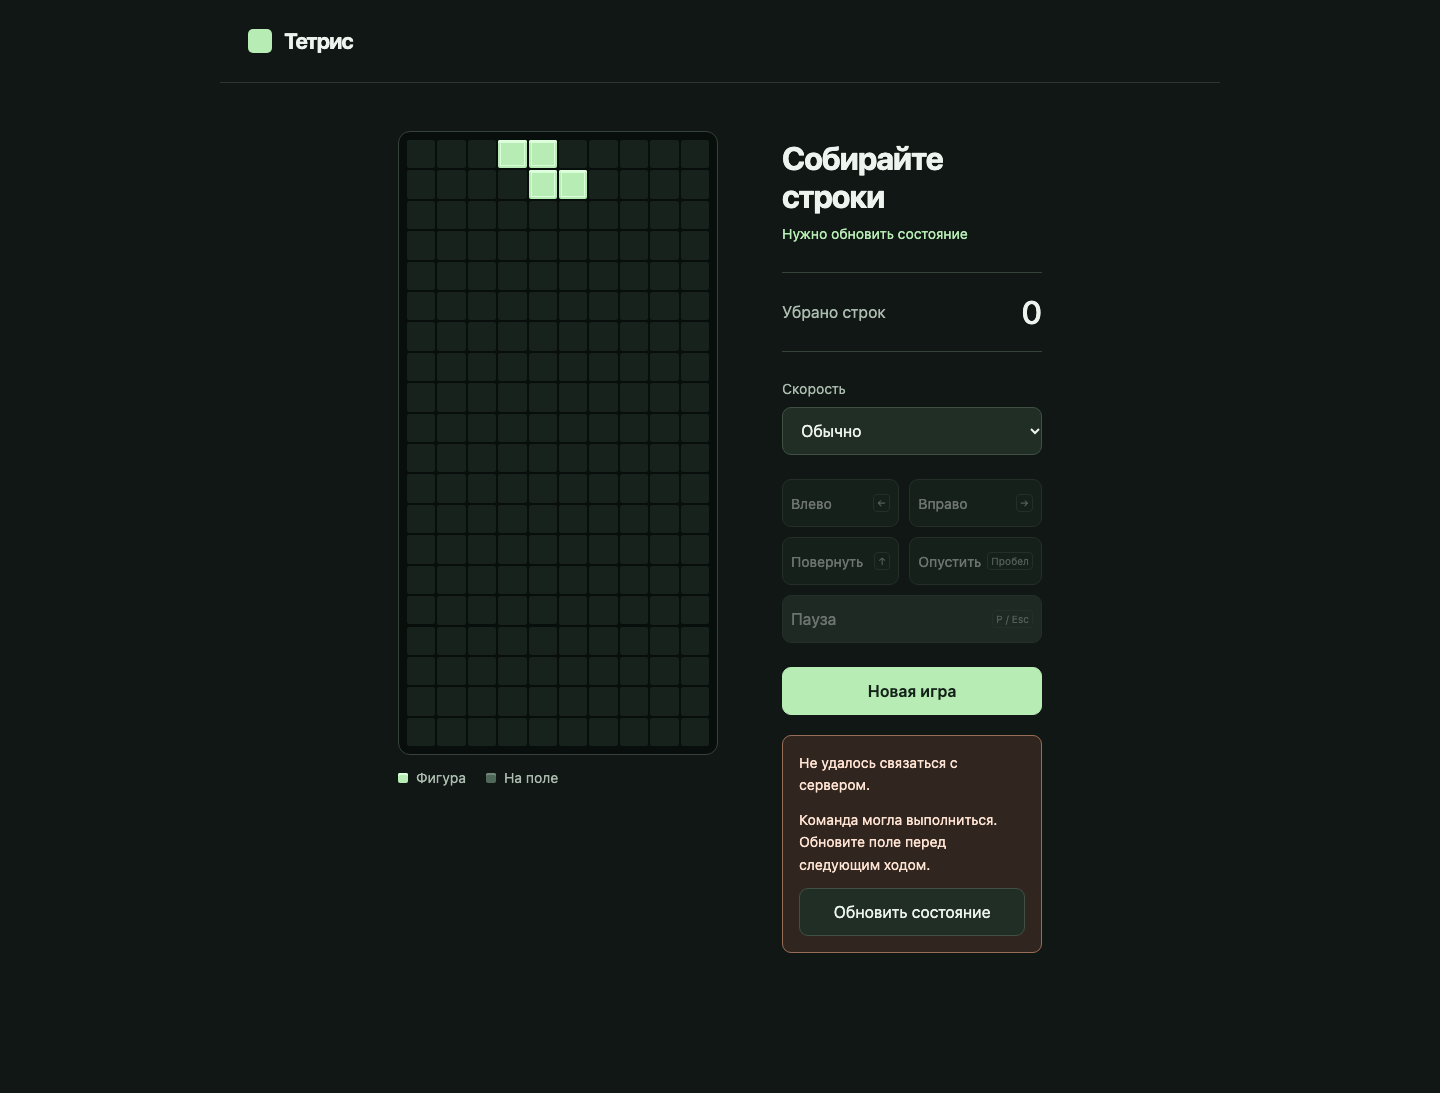 Тетрис
Собирайте
строки
Нужно обновить состояние
Убрано строк 0
Скорость
Обычно
Влево ←
Вправо →
Повернуть ↑
Опустить Пробел
Пауза P / Esc
Новая игра
Не удалось связаться с
сервером.
Команда могла выполниться.
Обновите поле перед
следующим ходом.
Обновить состояние
Фигура
На поле